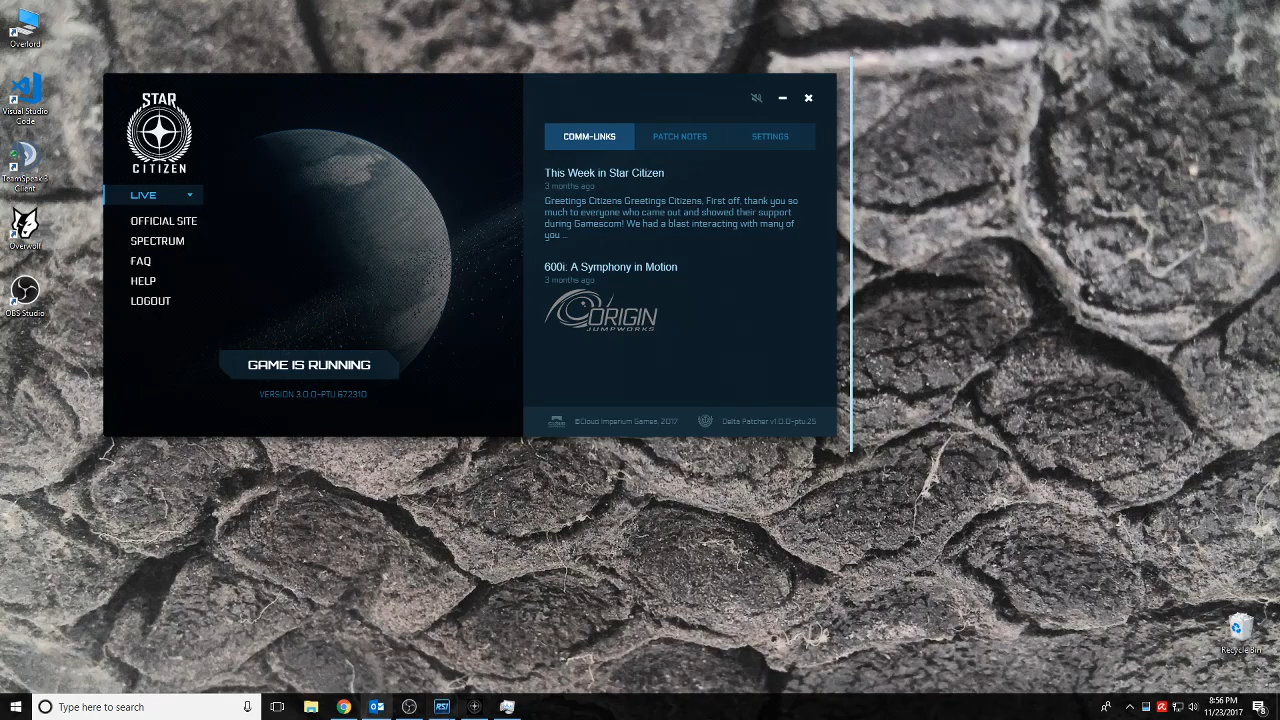 Overlord
Visual Studio
Code
TeamSpeak 3
Client
Overwolf
OBS Studio
STAR
CITIZEN
LIVE
OFFICIAL SITE
SPECTRUM
FAQ
HELP
LOGOUT
GAME IS RUNNING
VERSION 3.0.0-PTU.672310
COMM-LINKS
PATCH NOTES
SETTINGS
This Week in Star Citizen
3 months ago
Greetings Citizens Greetings Citizens, First off, thank you so
much to everyone who came out and showed their support
during Gamescom! We had a blast interacting with many of
you ...
600i: A Symphony in Motion
3 months ago
ORIGIN
JUMPWORKS
©Cloud Imperium Games, 2017
Delta Patcher v1.0.0-ptu.25
Recycle Bin
Type here to search
RSI
8:56 PM
11/23/2017
8